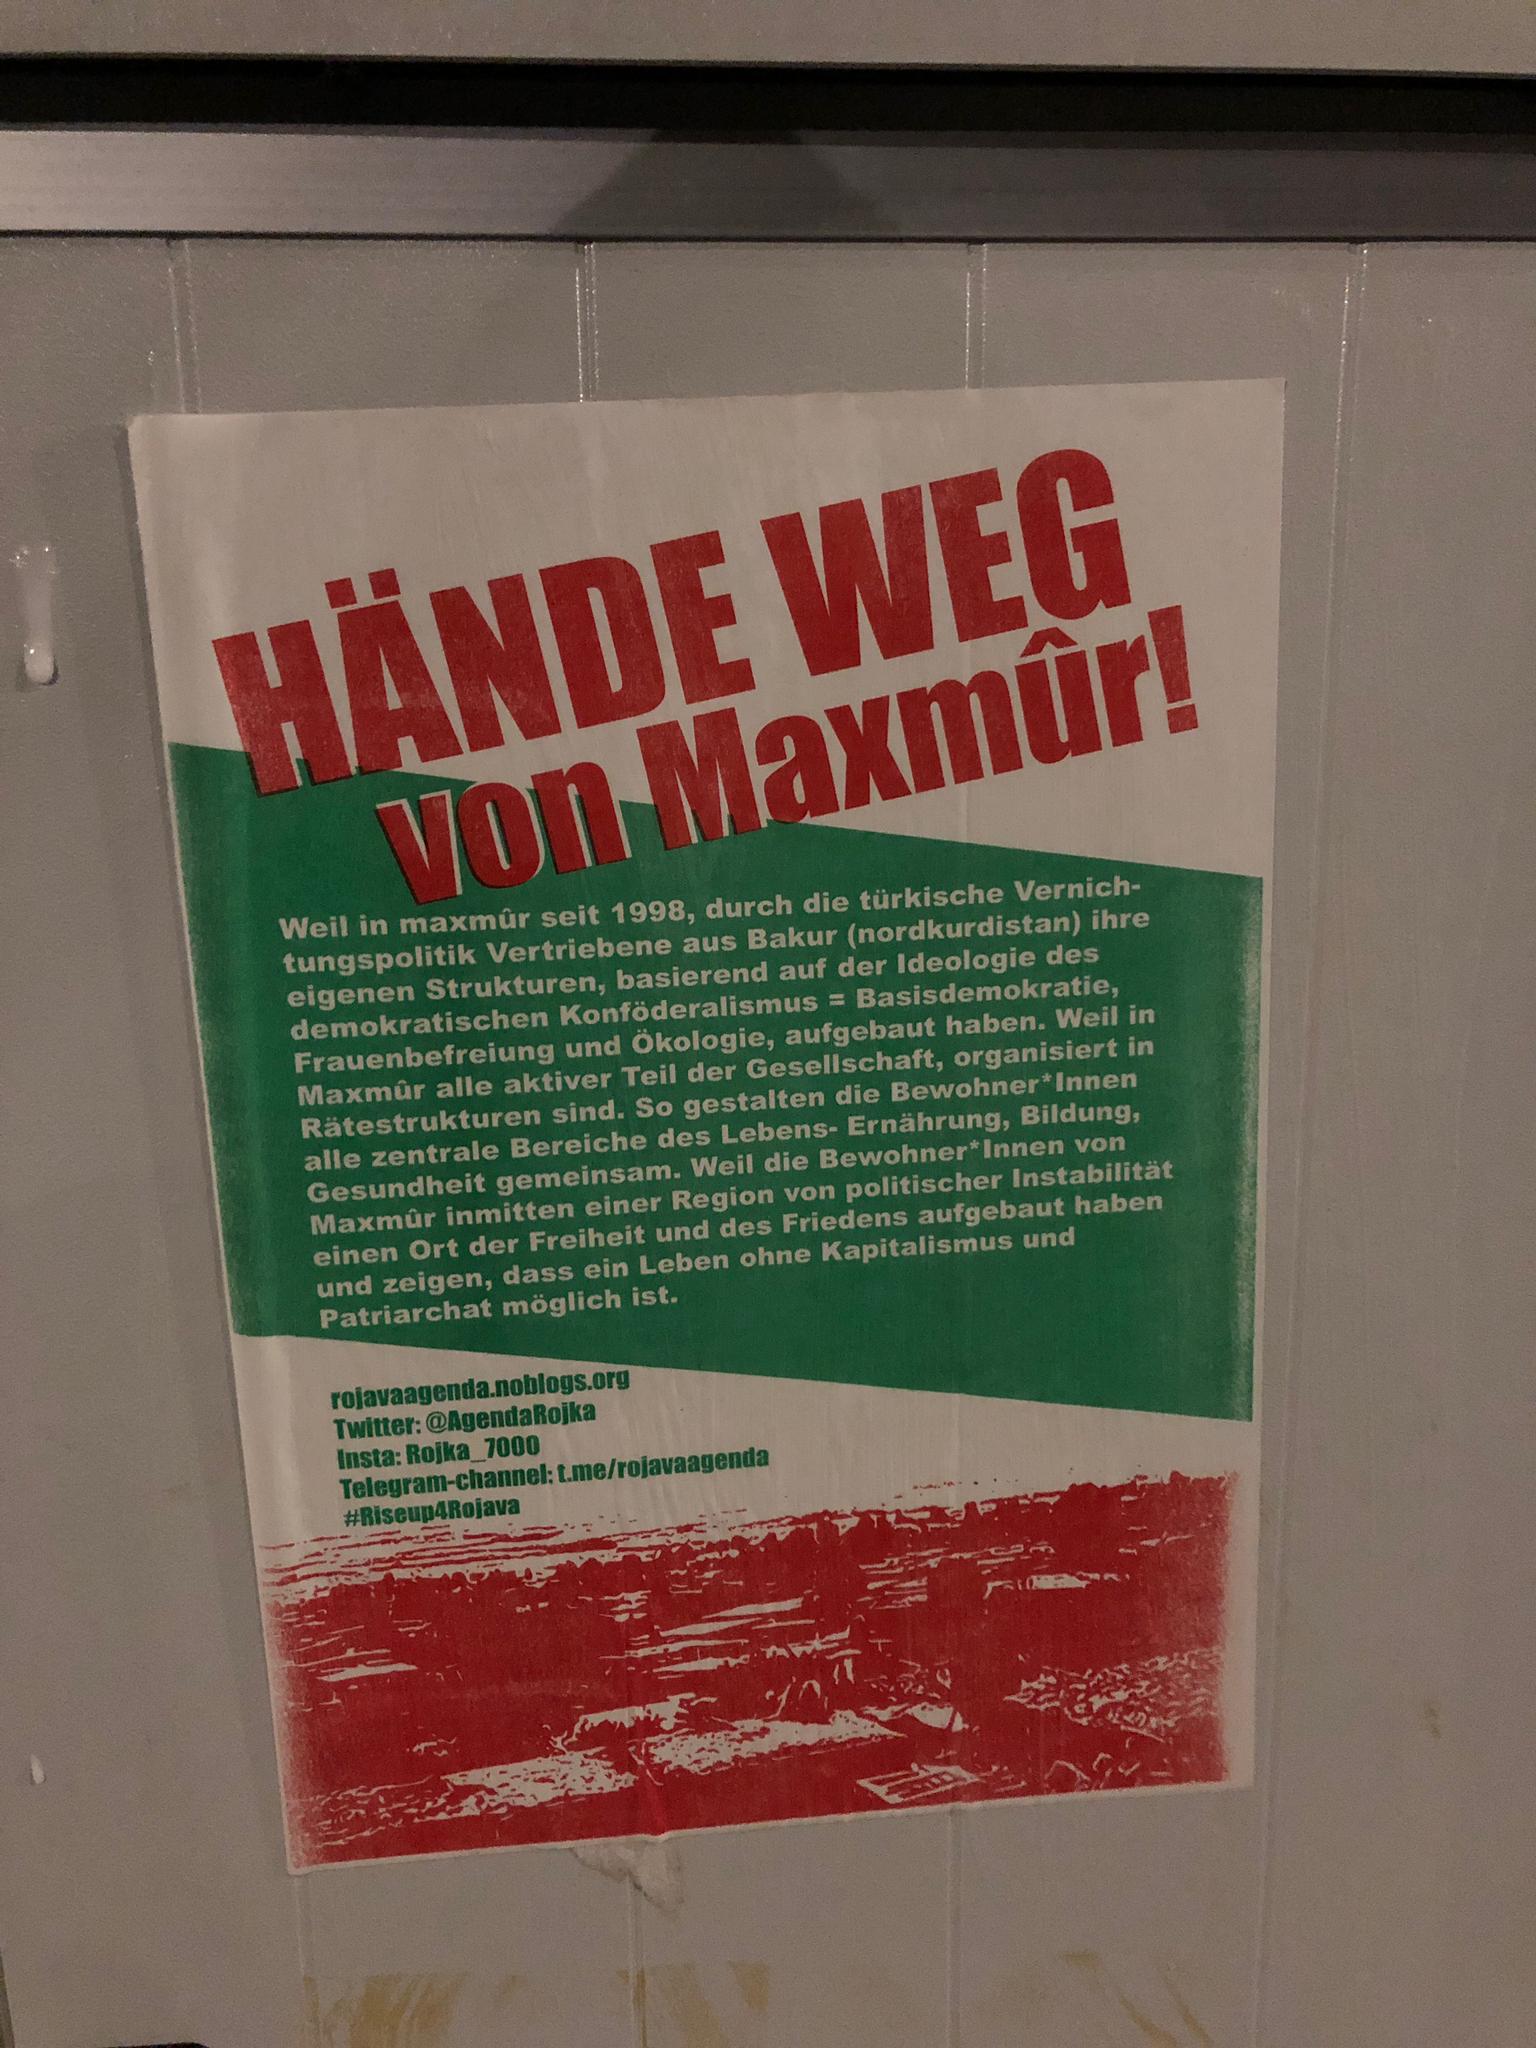 HÄNDE WEG
von Maxmûr!
Weil in maxmûr seit 1998, durch die türkische Vernich-
tungspolitik Vertriebene aus Bakur (nordkurdistan) ihre
eigenen Strukturen, basierend auf der Ideologie des
demokratischen Konföderalismus = Basisdemokratie,
Frauenbefreiung und Ökologie, aufgebaut haben. Weil in
Maxmûr alle aktiver Teil der Gesellschaft, organisiert in
Rätestrukturen sind. So gestalten die Bewohner*Innen
alle zentrale Bereiche des Lebens- Ernährung, Bildung,
Gesundheit gemeinsam. Weil die Bewohner*Innen von
Maxmûr inmitten einer Region von politischer Instabilität
einen Ort der Freiheit und des Friedens aufgebaut haben
und zeigen, dass ein Leben ohne Kapitalismus und
Patriarchat möglich ist.
rojavaagenda.noblogs.org
Twitter: @AgendaRojka
Insta: Rojka_7000
Telegram-channel: t.me/rojavaagenda
#Riseup4Rojava